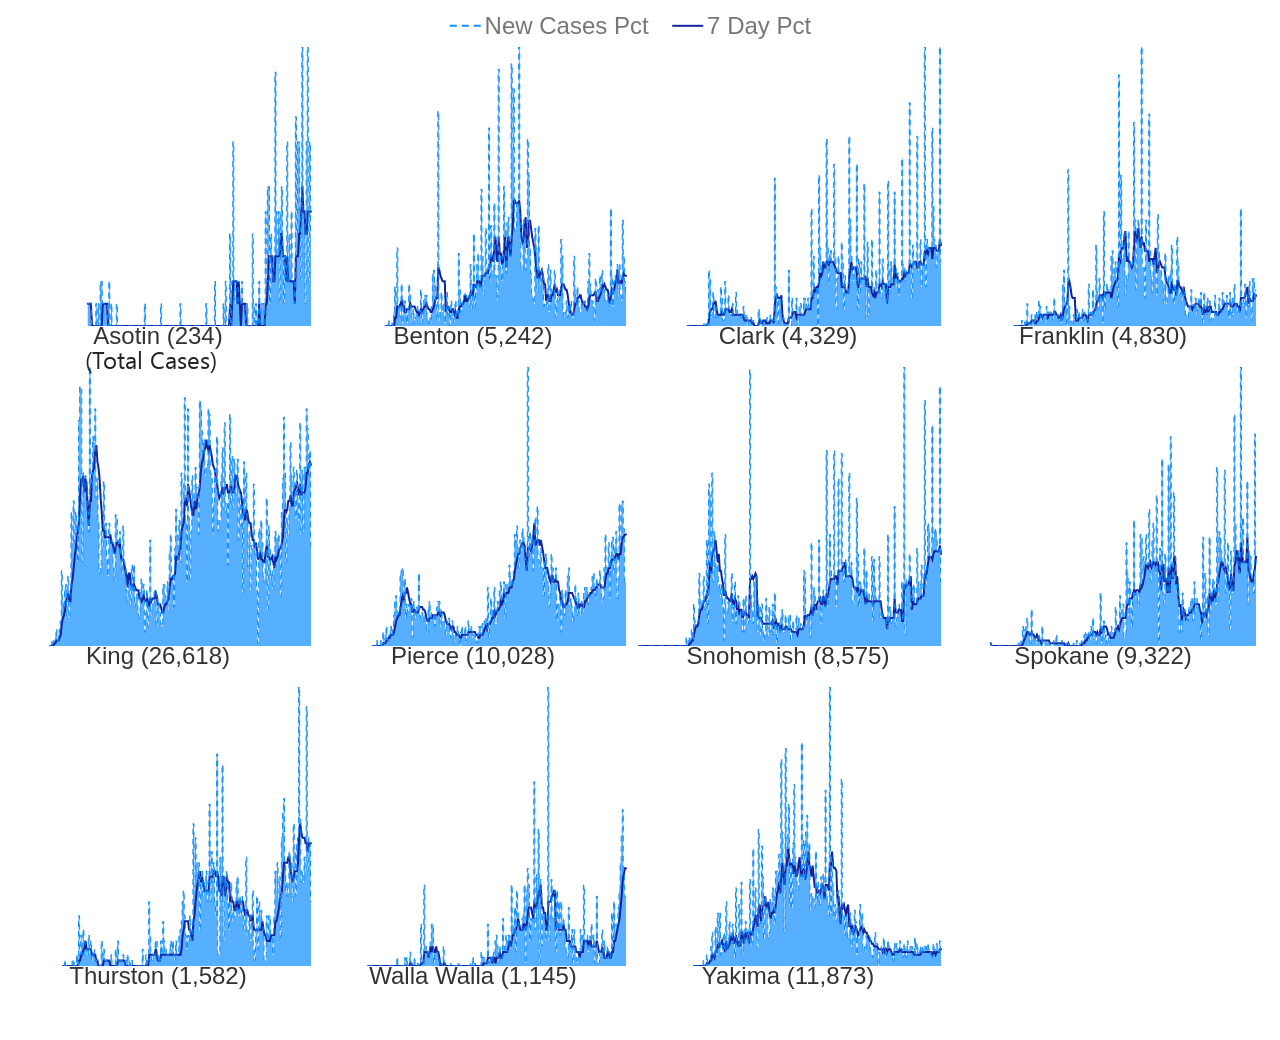 New Cases Pct 7 Day Pct
Asotin (234) Benton (5,242) Clark (4,329) Franklin (4,830)
(Total Cases)
King (26,618) Pierce (10,028) Snohomish (8,575) Spokane (9,322)
Thurston (1,582) Walla Walla (1,145) Yakima (11,873)